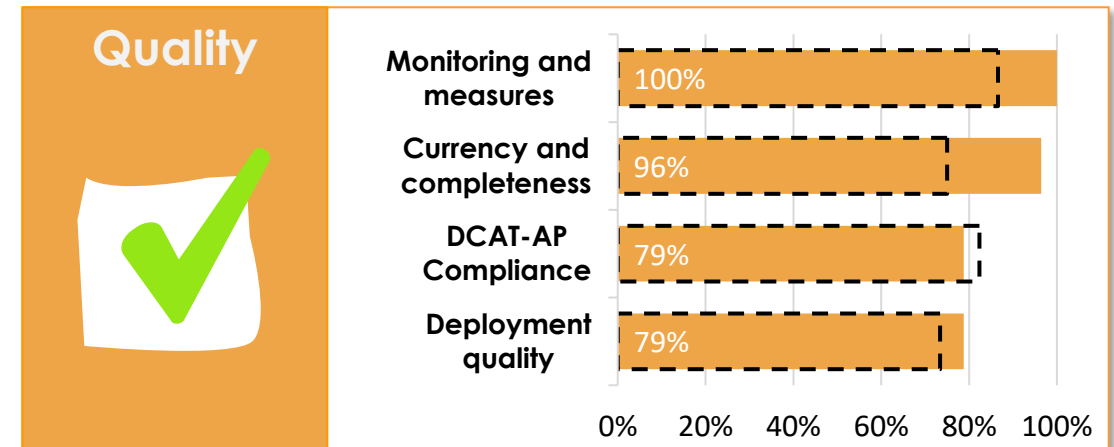 Quality
Monitoring and
measures
100%
Currency and
completeness
96%
DCAT-AP
Compliance
79%
Deployment
quality
79%
0% 20% 40% 60% 80% 100%